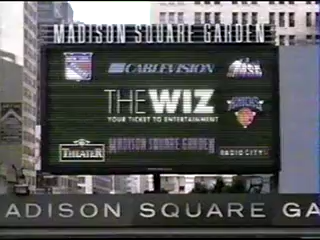 MADISON SQUARE GARDEN
CABLEVISION
THE WIZ
YOUR TICKET TO ENTERTAINMENT
THEATER
MADISON SQUARE GARDEN
RADIO CITY
ADISON SQUARE GA